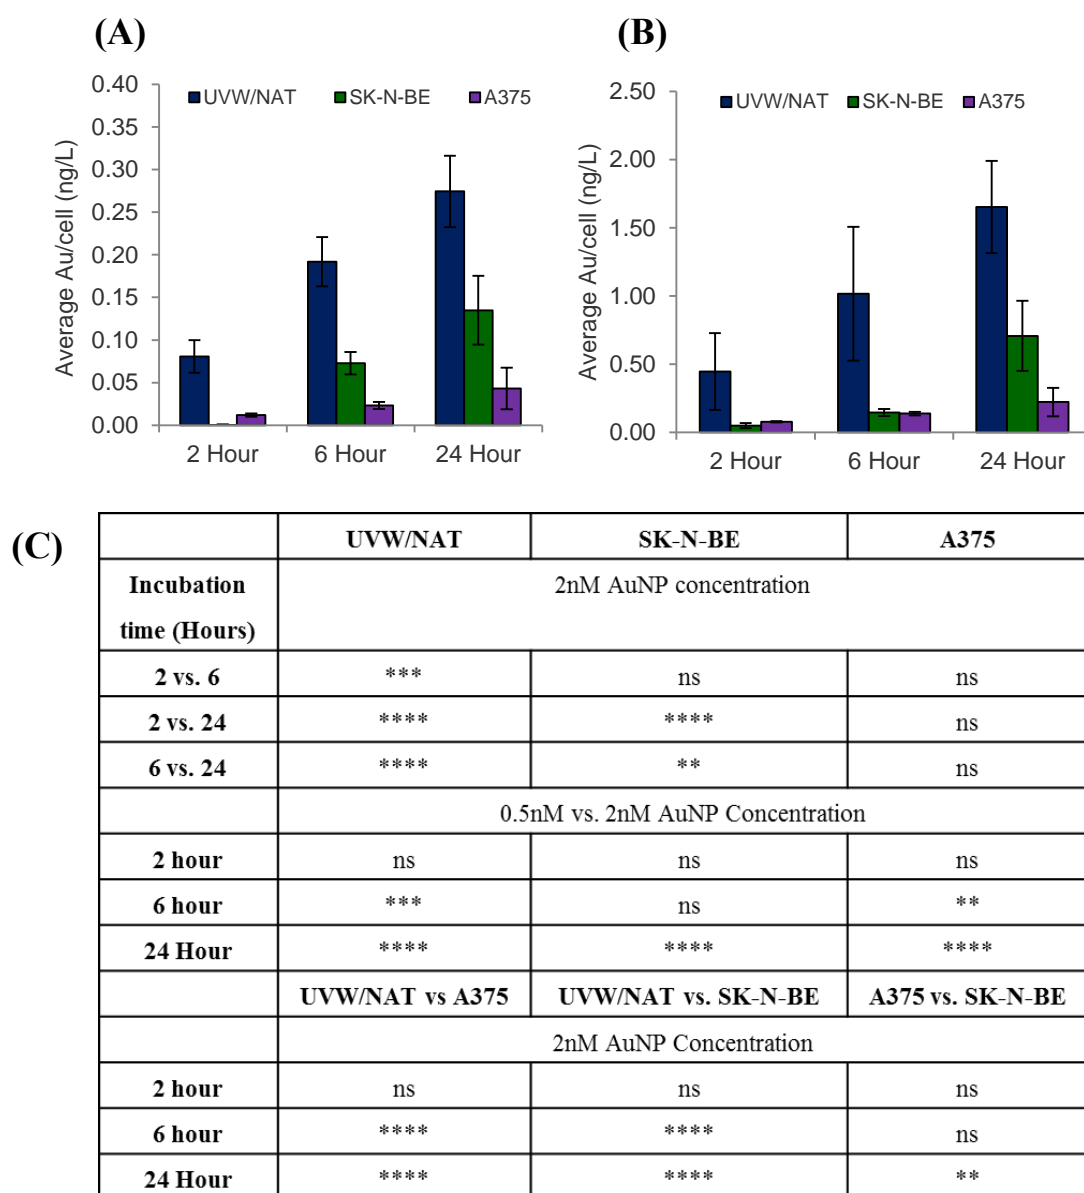 (A)
(B)
UVW/NAT SK-N-BE A375
Average Au/cell (ng/L)
0.40
0.35
0.30
0.25
0.20
0.15
0.10
0.05
0.00
2 Hour 6 Hour 24 Hour
UVW/NAT SK-N-BE A375
Average Au/cell (ng/L)
2.50
2.00
1.50
1.00
0.50
0.00
2 Hour 6 Hour 24 Hour
(C)
UVW/NAT SK-N-BE A375
Incubation
time (Hours)
2nM AuNP concentration
2 vs. 6 *** ns ns
2 vs. 24 **** **** ns
6 vs. 24 **** ** ns
0.5nM vs. 2nM AuNP Concentration
2 hour ns ns ns
6 hour *** ns **
24 Hour **** **** ****
UVW/NAT vs A375 UVW/NAT vs. SK-N-BE A375 vs. SK-N-BE
2nM AuNP Concentration
2 hour ns ns ns
6 hour **** **** ns
24 Hour **** **** **